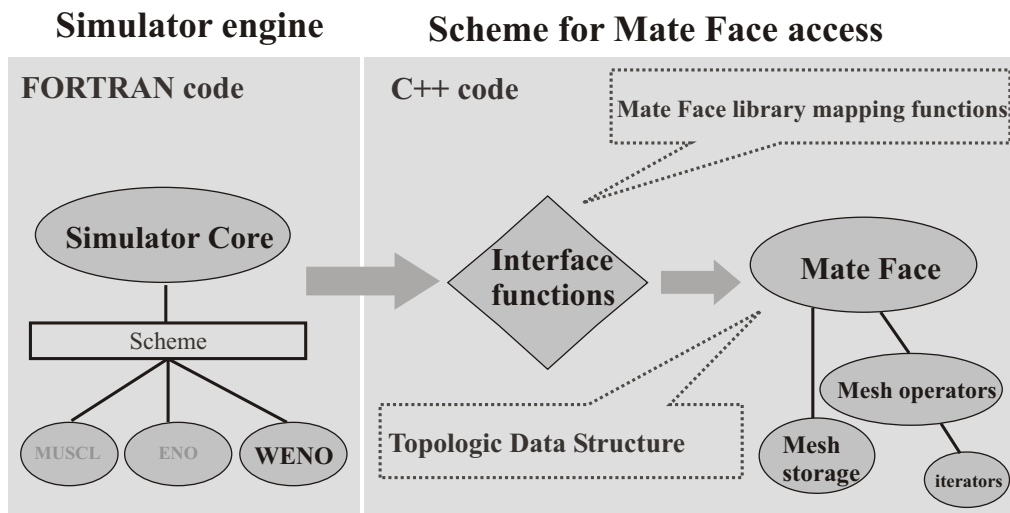 Simulator engine
Scheme for Mate Face access
FORTRAN code
C++ code
Mate Face library mapping functions
Simulator Core
Interface
functions
Mate Face
Scheme
Mesh operators
MUSCL
ENO
WENO
Topologic Data Structure
Mesh
storage
iterators